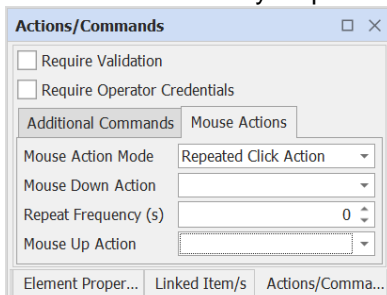 Actions/Commands
Require Validation
Require Operator Credentials
Additional Commands Mouse Actions
Mouse Action Mode Repeated Click Action
Mouse Down Action
Repeat Frequency (s) 0
Mouse Up Action
Element Proper... Linked Item/s Actions/Comma...